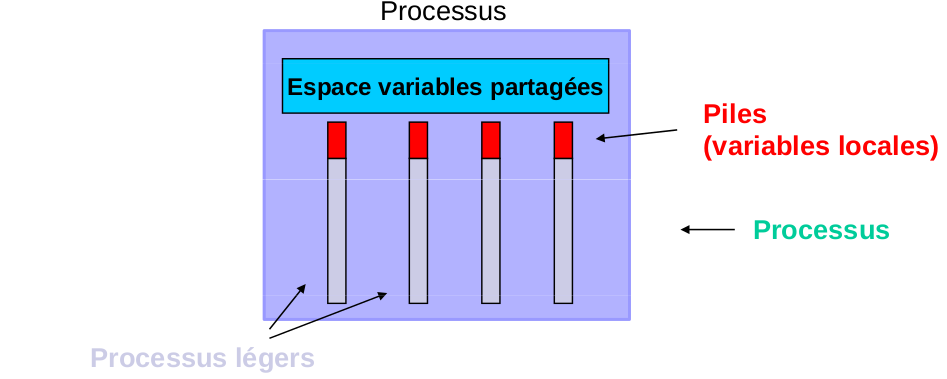 Processus
Espace variables partagées
Piles
(variables locales)
Processus
Processus légers